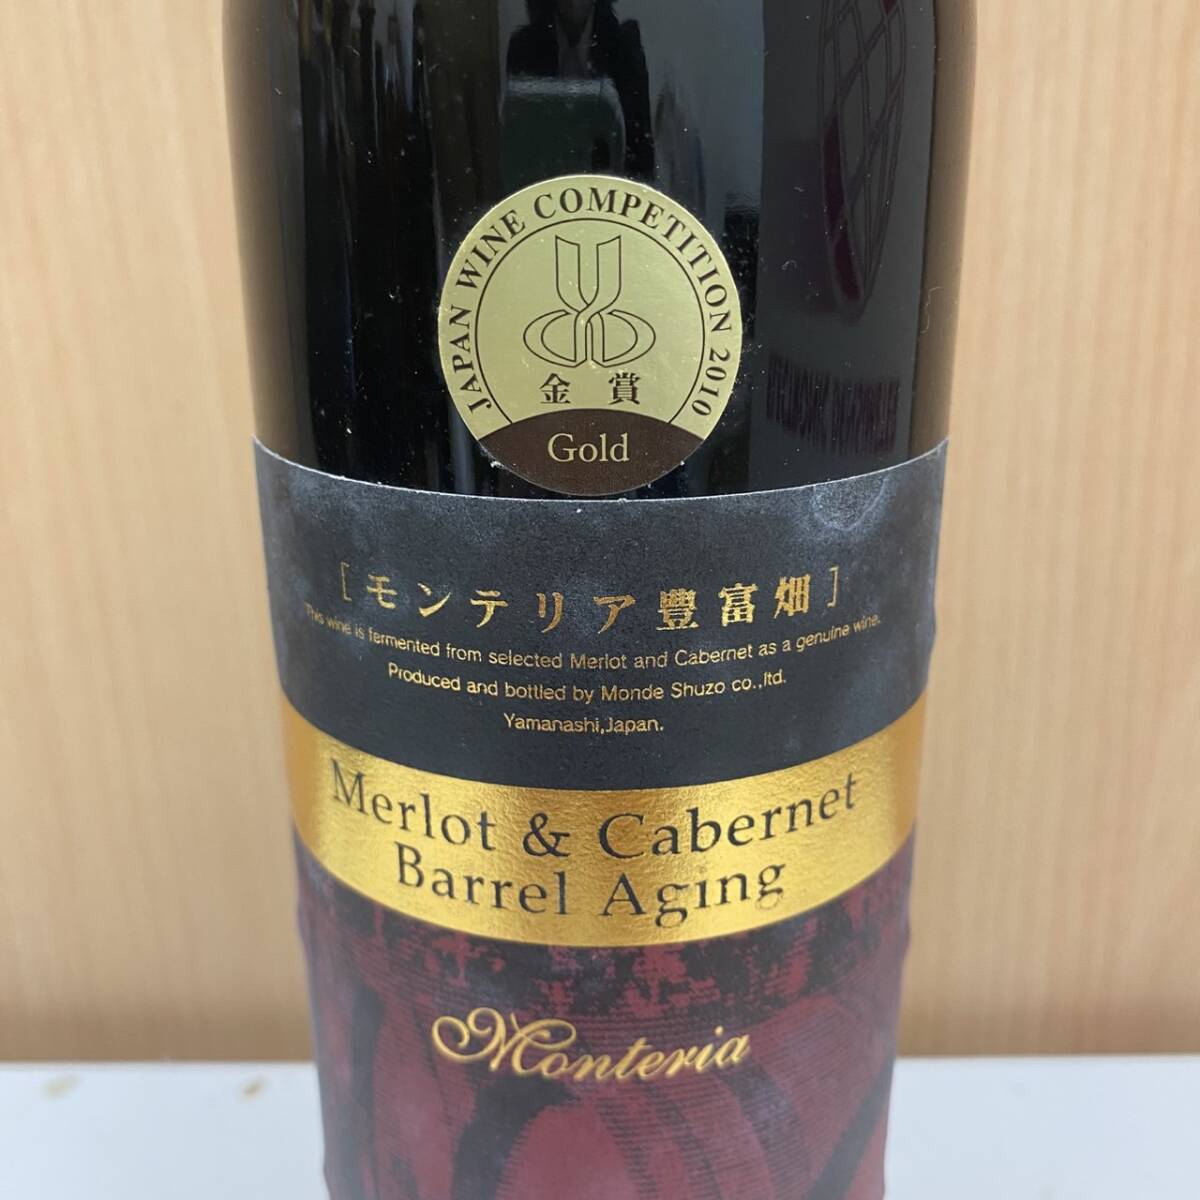 JAPAN WINE COMPETITION 2010
金賞
Gold
[モンテリア豊富畑]
This wine is fermented from selected Merlot and Cabernet as a genuine wine.
Produced and bottled by Monde Shuzo co.,ltd.
Yamanashi,Japan.
Merlot & Cabernet
Barrel Aging
Monteria